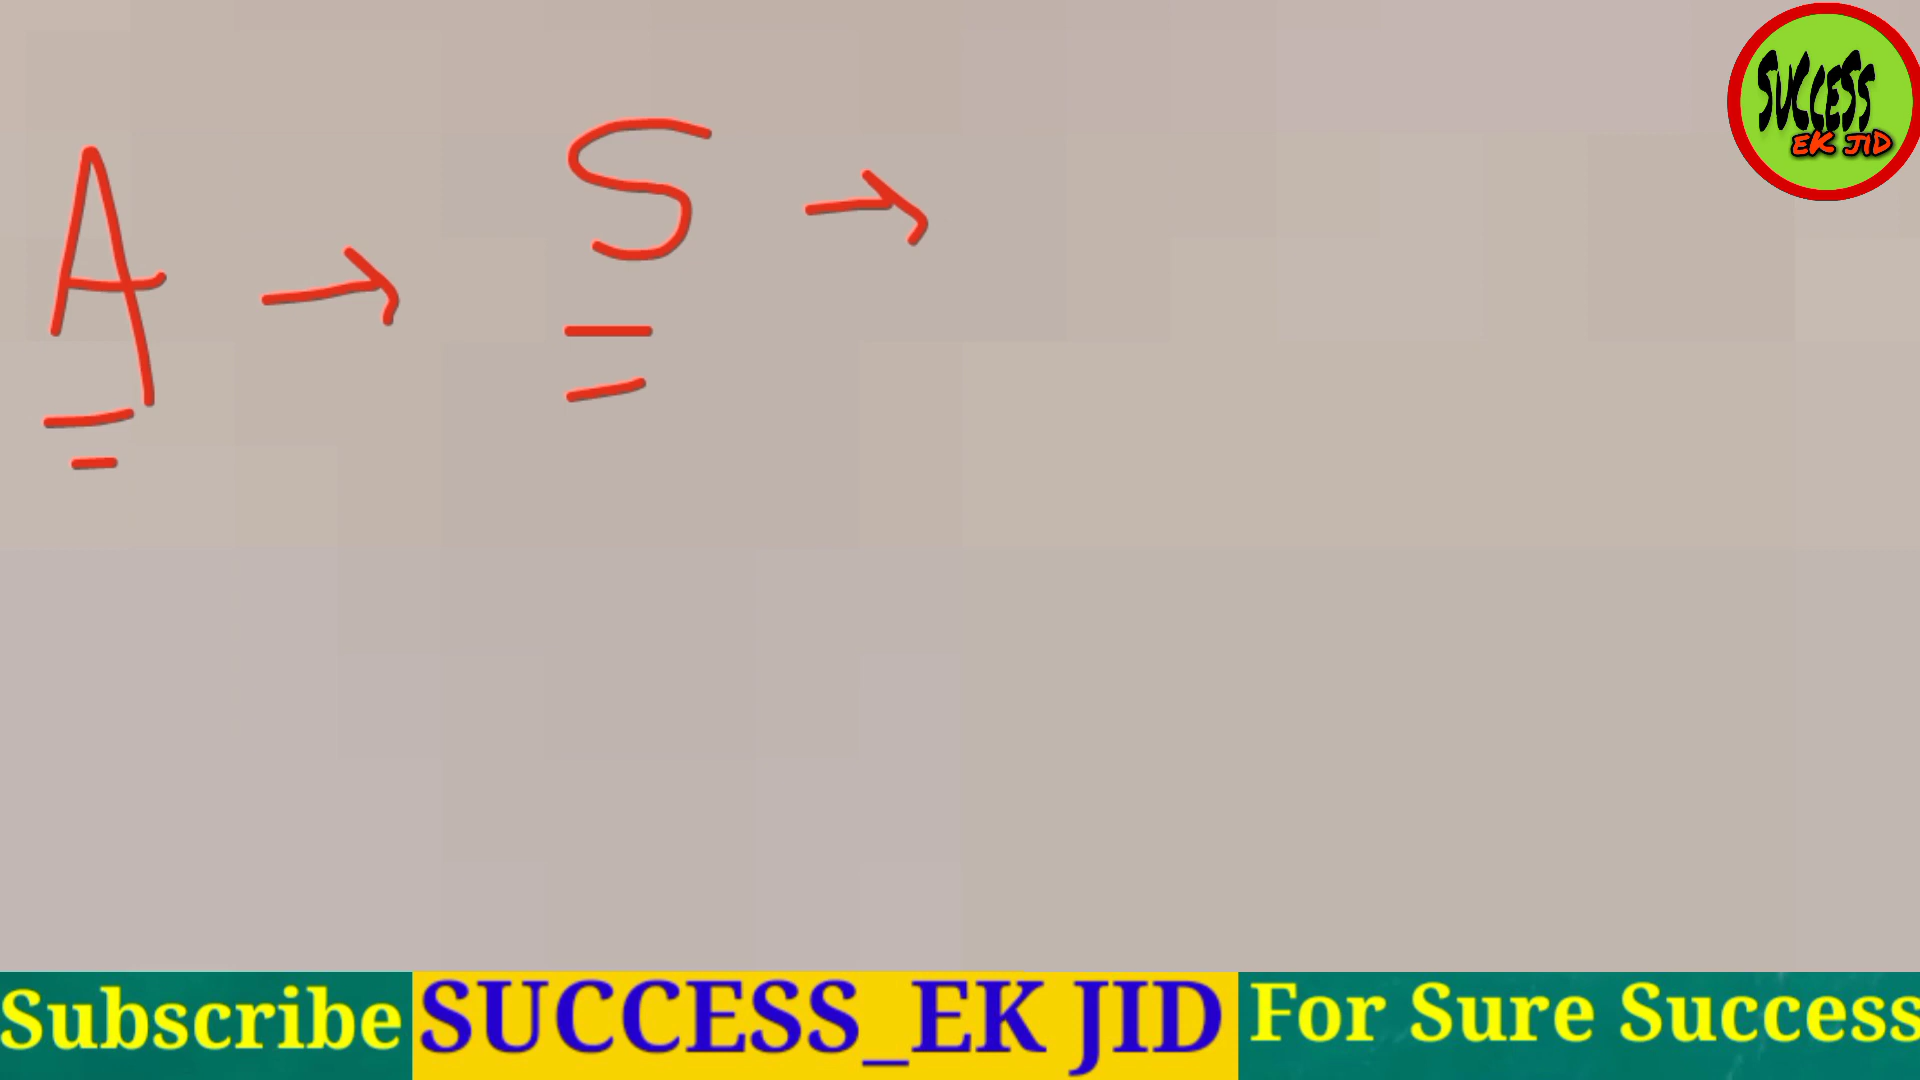 A → S →
SUCCESS
EK JID
Subscribe SUCCESS_EK JID For Sure Success